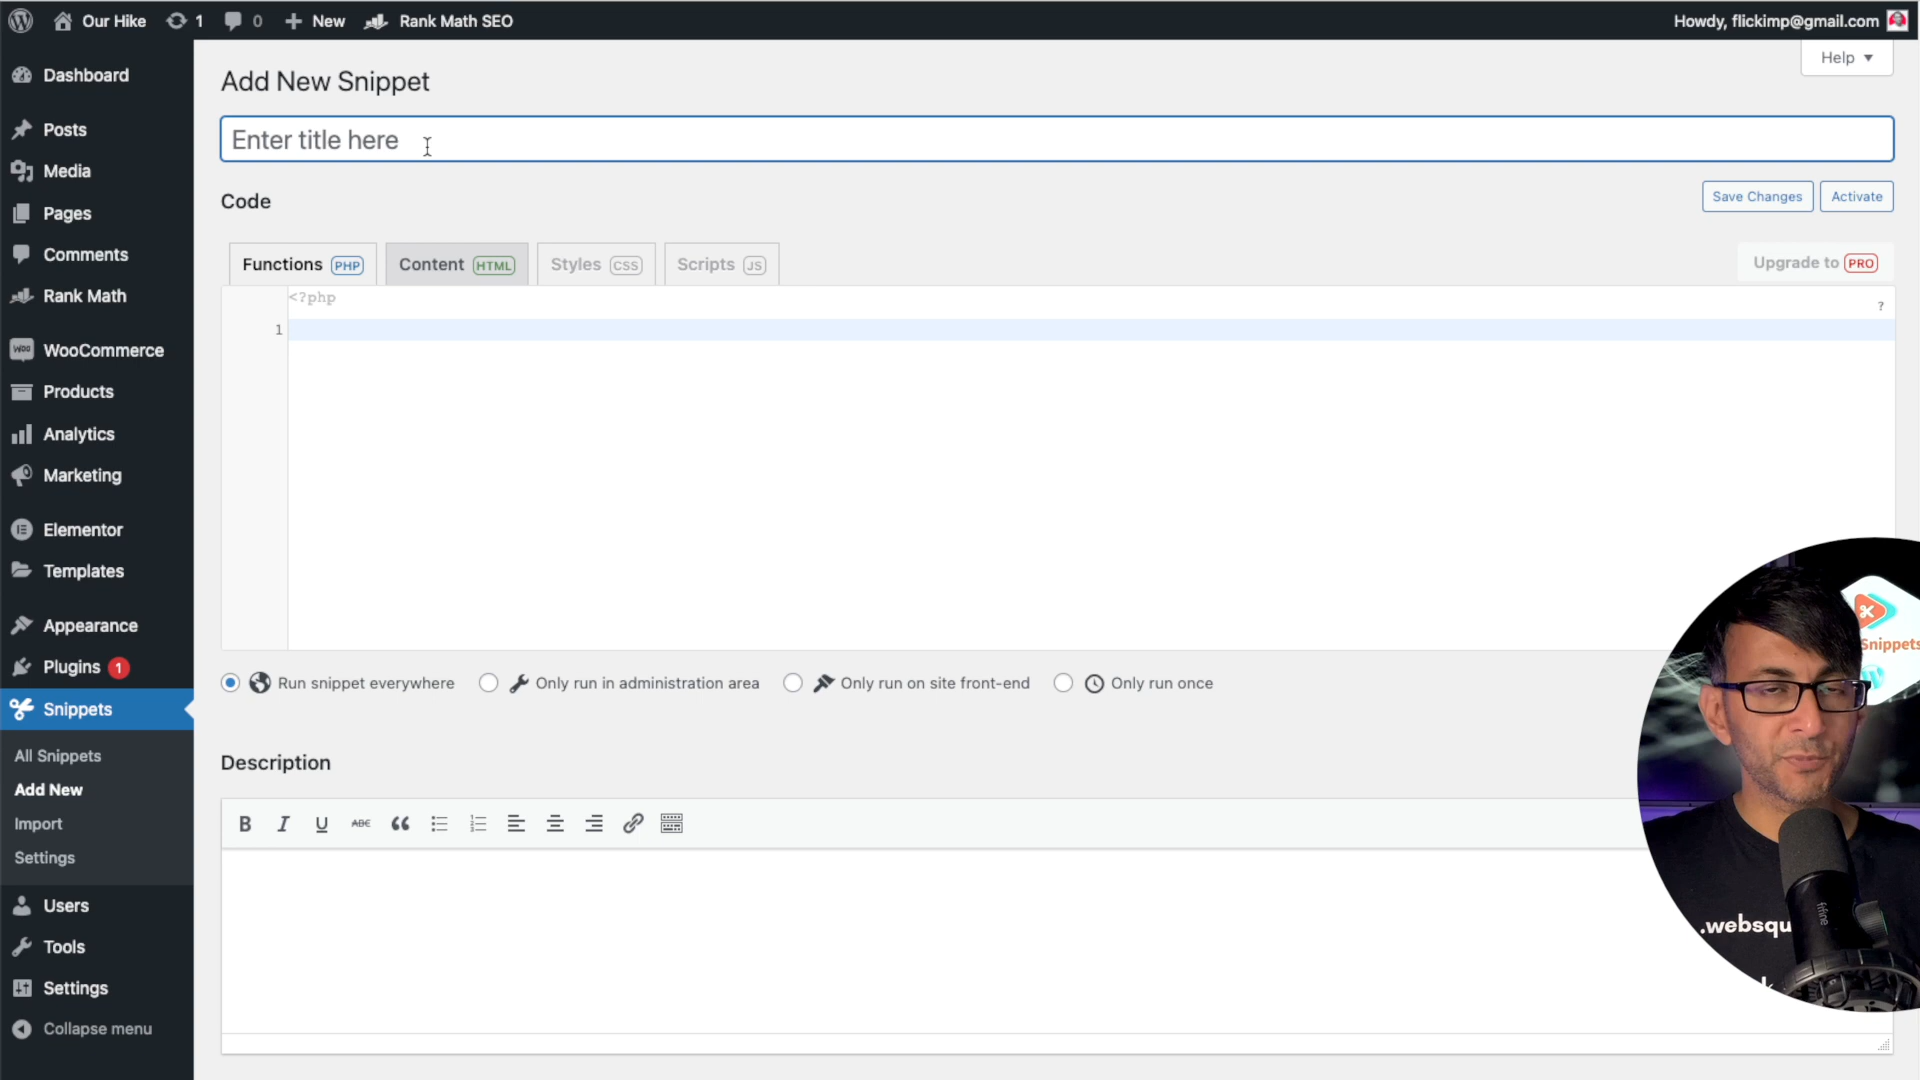 Our Hike 1 0 New Rank Math SEO Howdy, flickimp@gmail.com
Help
Dashboard
Posts
Media
Pages
Comments
Rank Math
WooCommerce
Products
Analytics
Marketing
Elementor
Templates
Appearance
Plugins 1
Snippets
All Snippets
Add New
Import
Settings
Users
Tools
Settings
Collapse menu
Add New Snippet
Enter title here
Code
Save Changes Activate
Functions PHP Content HTML Styles CSS Scripts JS Upgrade to PRO
<?php
?
1
Run snippet everywhere Only run in administration area Only run on site front-end Only run once
Description
B I U ABC
Snippets
fifine
.websqu